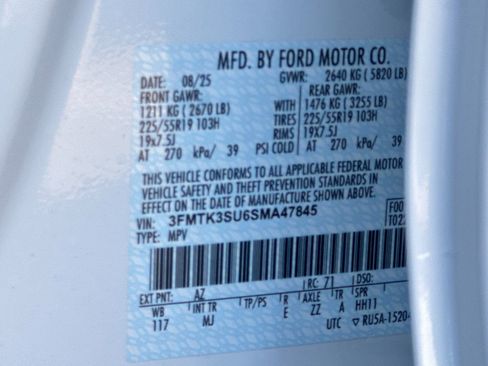 MFD. BY FORD MOTOR CO.
DATE: 08/25 GVWR: 2640 KG ( 5820 LB)
FRONT GAWR: REAR GAWR:
1211 KG ( 2670 LB) WITH 1476 KG ( 3255 LB)
225/55R19 103H TIRES 225/55R19 103H
19x7.5J RIMS 19X7.5J
AT 270 kPa/ 39 PSI COLD AT 270 kPa/ 39
THIS VEHICLE CONFORMS TO ALL APPLICABLE FEDERAL MOTOR
VEHICLE SAFETY AND THEFT PREVENTION STANDARDS IN
EFFECT ON THE DATE OF MANUFACTURE SHOWN ABOVE.
VIN: 3FMTK3SU6SMA47845 F00
TYPE: MPV T022
RC: 71 DSO:
EXT PNT: AZ
WB INT TR TP/PS R AXLE TR SPR
117 MJ E ZZ A HH11
UTC ▽ RU5A-15204